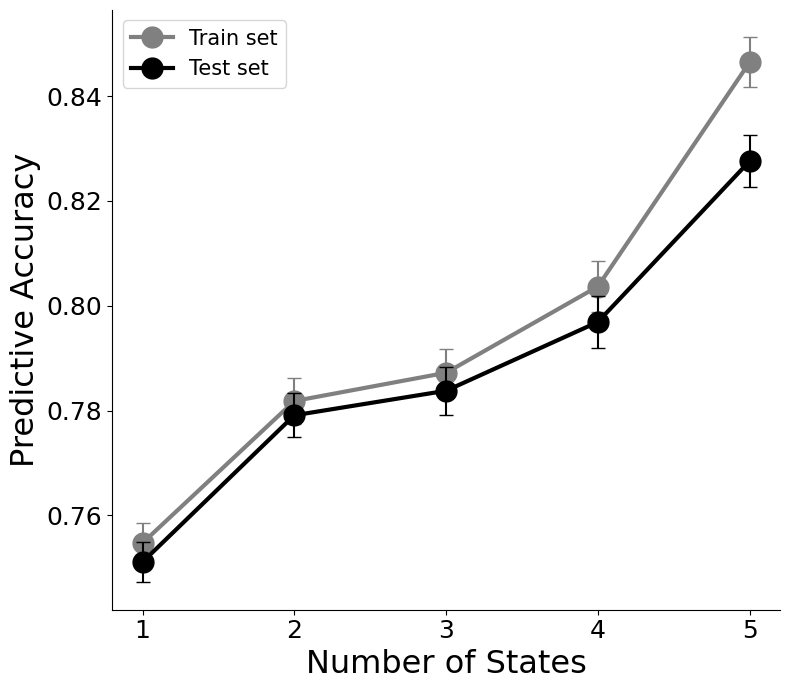 Train set
Test set
0.84
0.82
0.80
0.78
0.76
Predictive Accuracy
1 2 3 4 5
Number of States